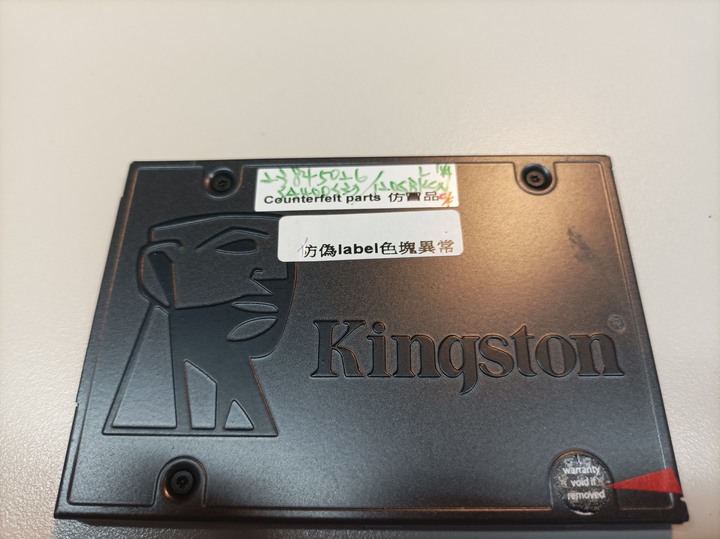 Counterfeit parts 仿冒品
仿偽label色塊異常
Kingston®
warranty
void if
removed